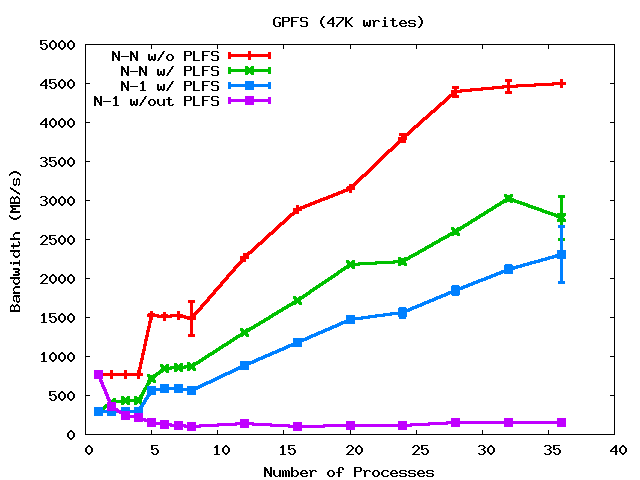 GPFS (47K writes)
5000
4500
4000
3500
3000
2500
2000
1500
1000
500
0
Bandwidth (MB/s)
N-N w/o PLFS
N-N w/ PLFS
N-1 w/ PLFS
N-1 w/out PLFS
0 5 10 15 20 25 30 35 40
Number of Processes